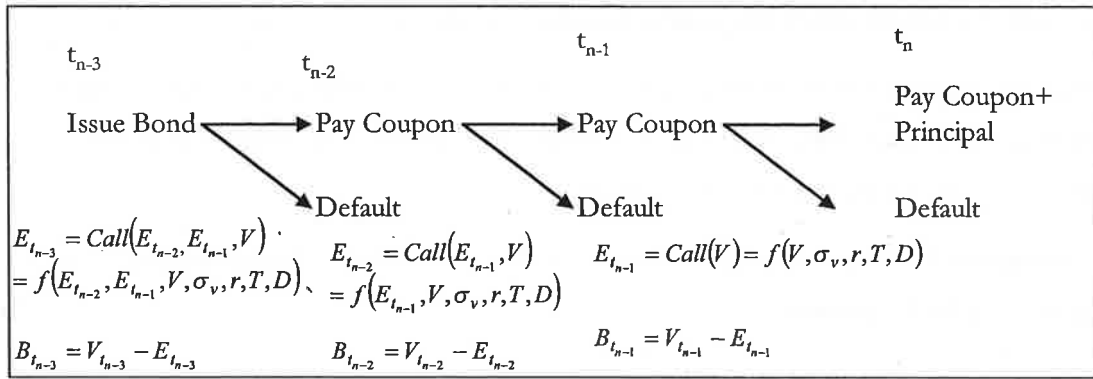 t_{n-3} t_{n-2} t_{n-1} t_n
Issue Bond Pay Coupon Pay Coupon Pay Coupon+
Principal
Default Default Default
E_{t_{n-3}} = Call(E_{t_{n-2}}, E_{t_{n-1}}, V)
= f(E_{t_{n-2}}, E_{t_{n-1}}, V, σ_v, r, T, D)
B_{t_{n-3}} = V_{t_{n-3}} − E_{t_{n-3}}
E_{t_{n-2}} = Call(E_{t_{n-1}}, V)
= f(E_{t_{n-1}}, V, σ_v, r, T, D)
B_{t_{n-2}} = V_{t_{n-2}} − E_{t_{n-2}}
E_{t_{n-1}} = Call(V) = f(V, σ_v, r, T, D)
B_{t_{n-1}} = V_{t_{n-1}} − E_{t_{n-1}}